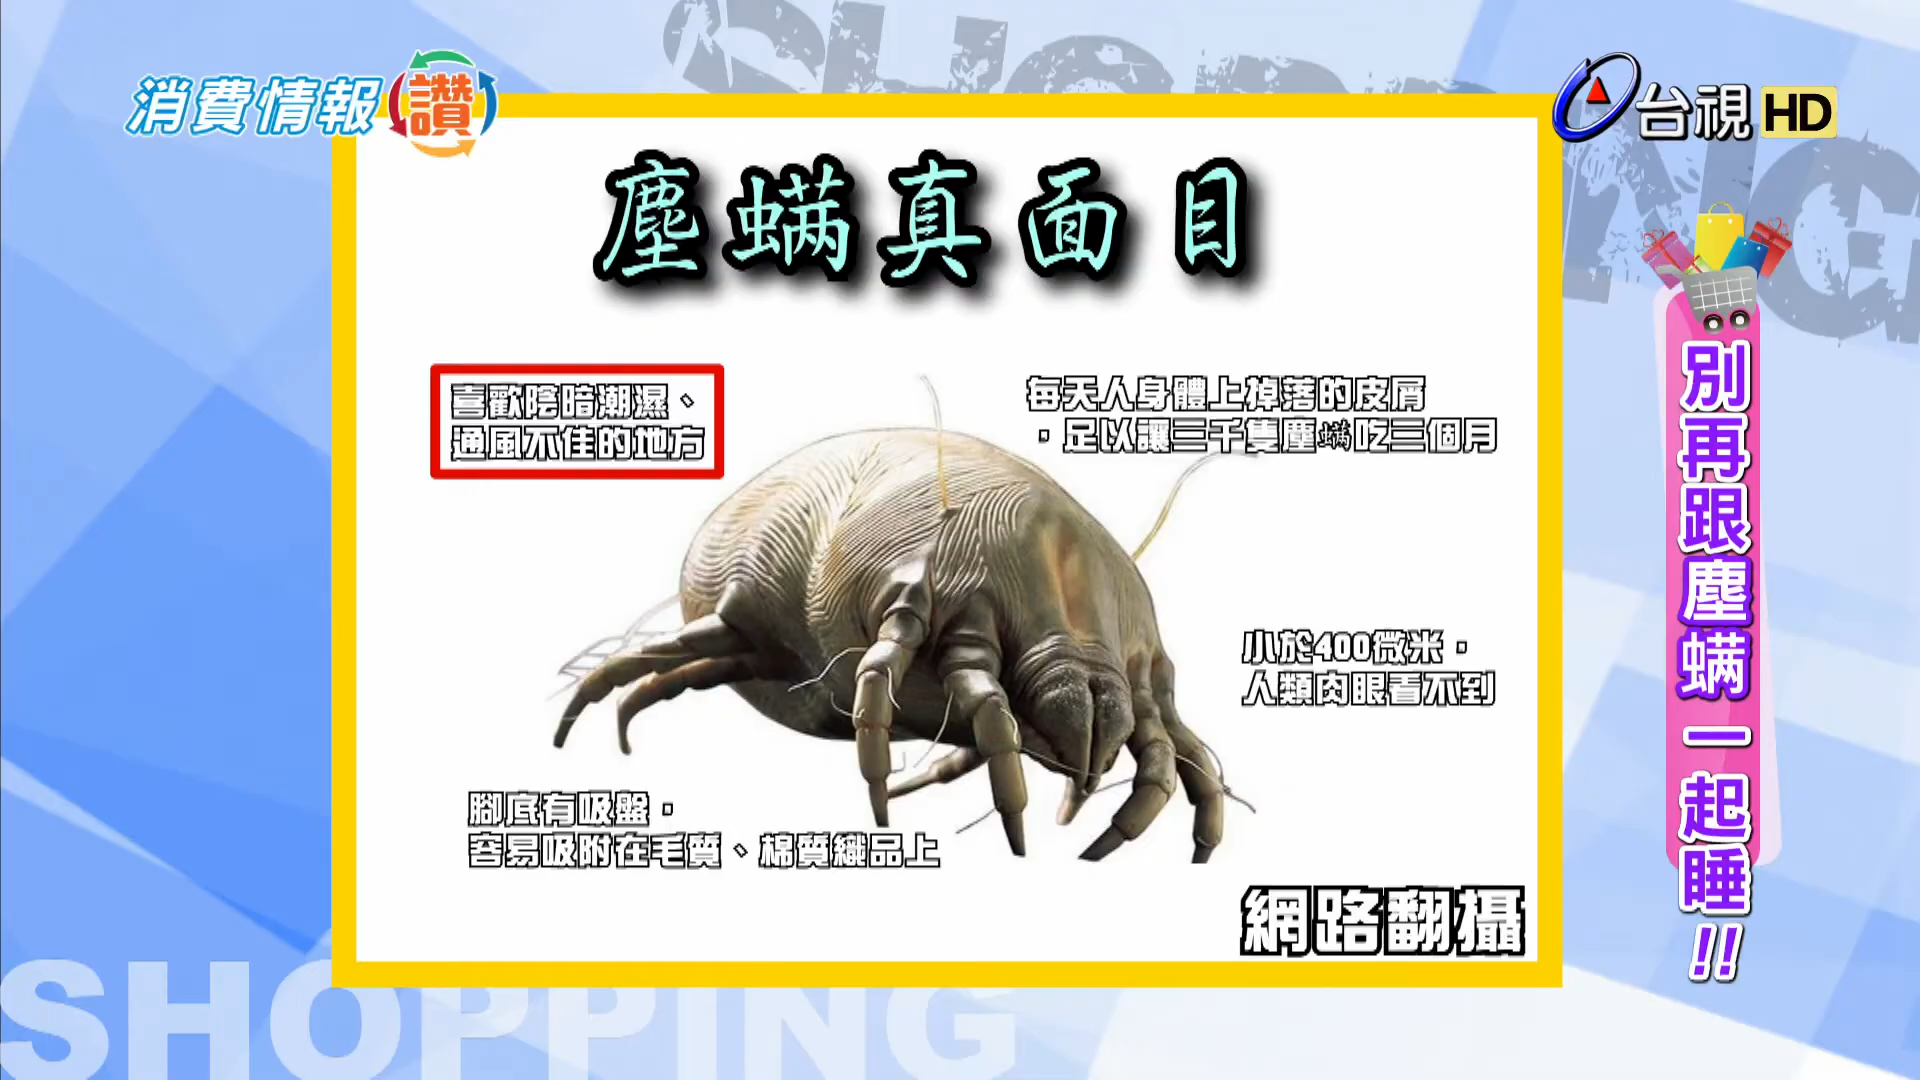 SHOPPING
消費情報讚
台視HD
塵螨真面目
喜歡陰暗潮濕、
通風不佳的地方
每天人身體上掉落的皮屑
，足以讓三千隻塵螨吃三個月
小於400微米，
人類肉眼看不到
腳底有吸盤，
容易吸附在毛質、棉質織品上
網路翻攝
別再跟塵螨一起睡!!
SHOPPING